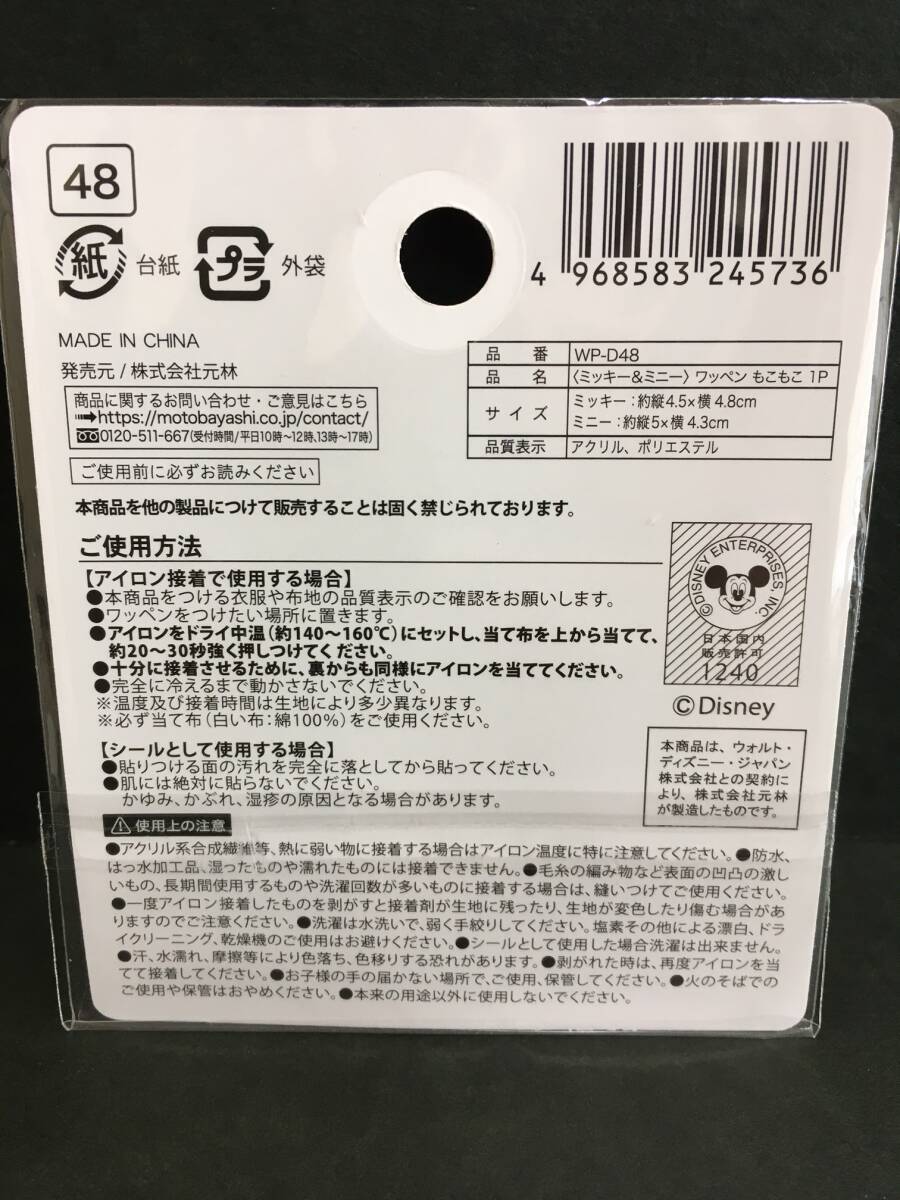 48
紙 台紙 プラ 外袋
4 968583 245736
MADE IN CHINA
発売元 / 株式会社元林
商品に関するお問い合わせ・ご意見はこちら
https://motobayashi.co.jp/contact/
0120-511-667(受付時間/平日10時〜12時、13時〜17時)
品番 WP-D48
品名 〈ミッキー&ミニー〉ワッペン もこもこ 1P
サイズ ミッキー:約縦4.5×横4.8cm
ミニー:約縦5×横4.3cm
品質表示 アクリル、ポリエステル
ご使用前に必ずお読みください
本商品を他の製品につけて販売することは固く禁じられております。
ご使用方法
【アイロン接着で使用する場合】
●本商品をつける衣服や布地の品質表示のご確認をお願いします。
●ワッペンをつけたい場所に置きます。
●アイロンをドライ中温(約140〜160℃)にセットし、当て布を上から当てて、
約20〜30秒強く押しつけてください。
●十分に接着させるために、裏からも同様にアイロンを当ててください。
●完全に冷えるまで動かさないでください。
※温度及び接着時間は生地により多少異なります。
※必ず当て布(白い布:綿100%)をご使用ください。
【シールとして使用する場合】
●貼りつける面の汚れを完全に落としてから貼ってください。
●肌には絶対に貼らないでください。
かゆみ、かぶれ、湿疹の原因となる場合があります。
©DISNEY ENTERPRISES, INC.
日本国内
販売許可
1240
©Disney
本商品は、ウォルト・
ディズニー・ジャパン
株式会社との契約に
より、株式会社元林
が製造したものです。
⚠使用上の注意
●アクリル系合成繊維等、熱に弱い物に接着する場合はアイロン温度に特に注意してください。●防水、
はっ水加工品、湿ったものや濡れたものには接着できません。●毛糸の編み物など表面の凹凸の激し
いもの、長期間使用するものや洗濯回数が多いものに接着する場合は、縫いつけてご使用ください。
●一度アイロン接着したものを剥がすと接着剤が生地に残ったり、生地が変色したり傷む場合があ
りますのでご注意ください。●洗濯は水洗いで、弱く手絞りしてください。塩素その他による漂白、ドラ
イクリーニング、乾燥機のご使用はお避けください。●シールとして使用した場合洗濯は出来ません。
●汗、水濡れ、摩擦等により色落ち、色移りする恐れがあります。●剥がれた時は、再度アイロンを当
てて接着してください。●お子様の手の届かない場所で、ご使用、保管してください。●火のそばでの
ご使用や保管はおやめください。●本来の用途以外に使用しないでください。